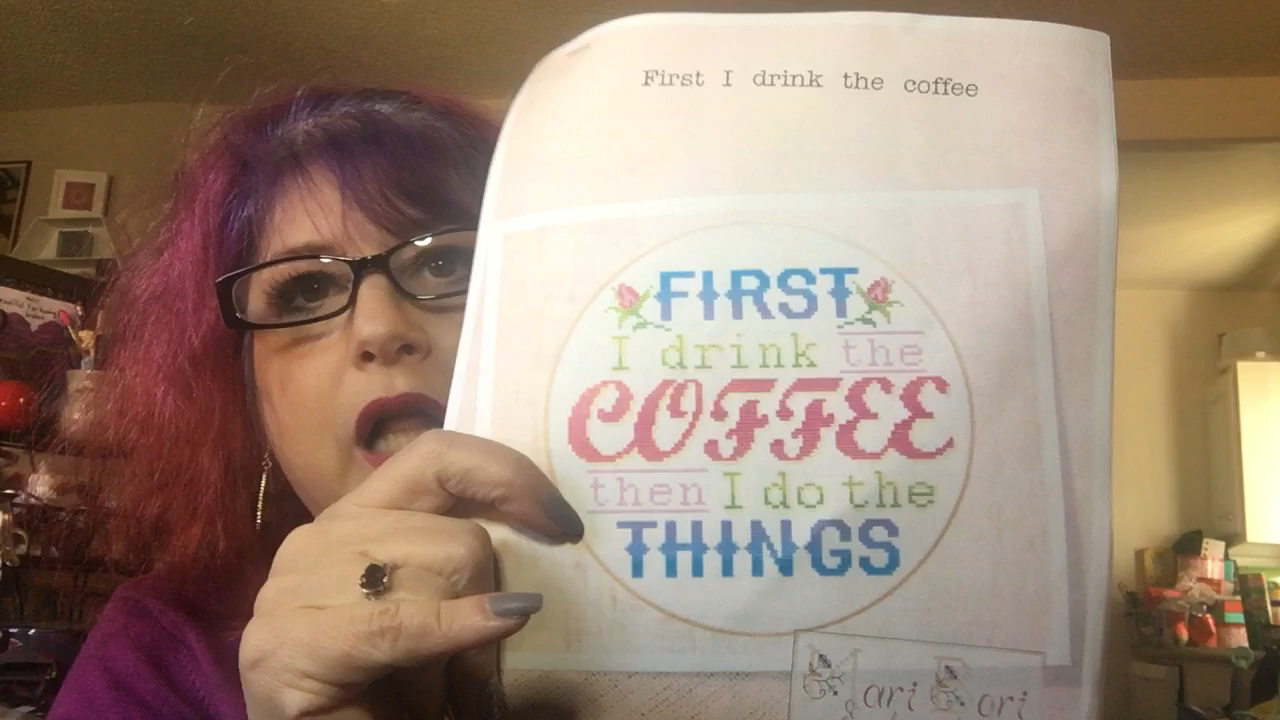 First I drink the coffee
FIRST
I drink the
COFFEE
then I do the
THINGS